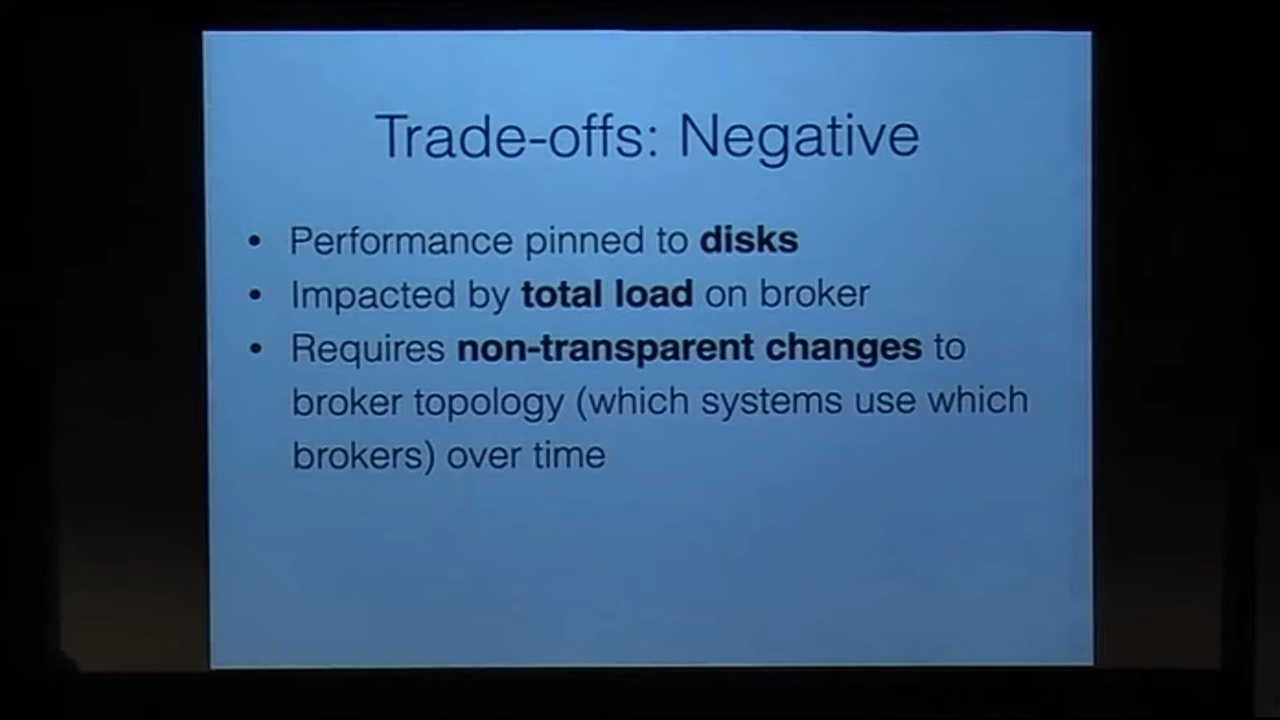 Trade-offs: Negative
• Performance pinned to disks
• Impacted by total load on broker
• Requires non-transparent changes to
broker topology (which systems use which
brokers) over time